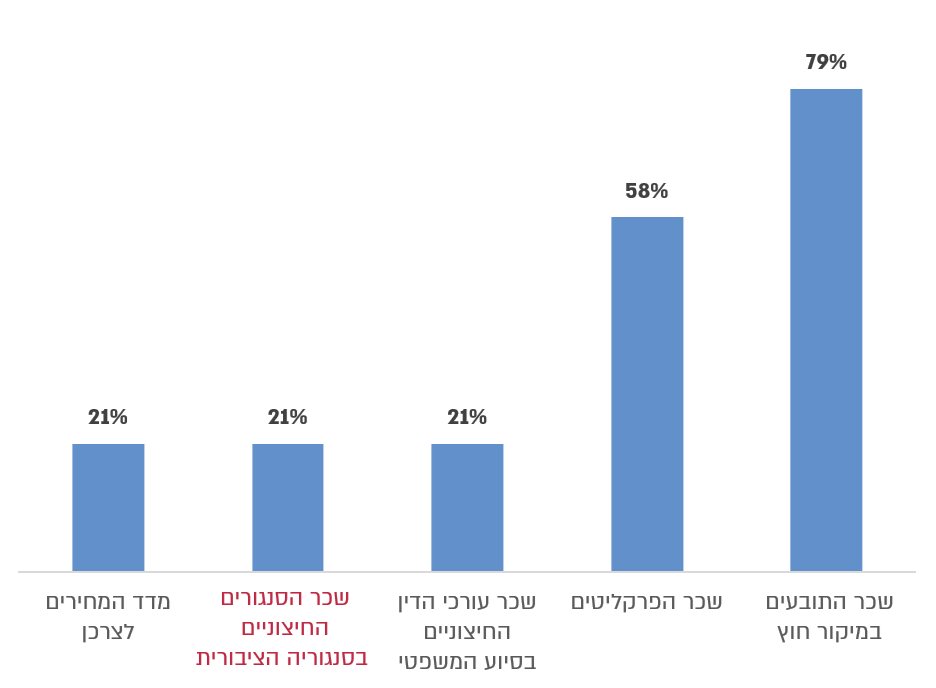 79%
58%
21%
21%
21%
שכר התובעים
במיקור חוץ
שכר הפרקליטים
שכר עורכי הדין
החיצוניים
בסיוע המשפטי
שכר הסנגורים
החיצוניים
בסנגוריה הציבורית
מדד המחירים
לצרכן